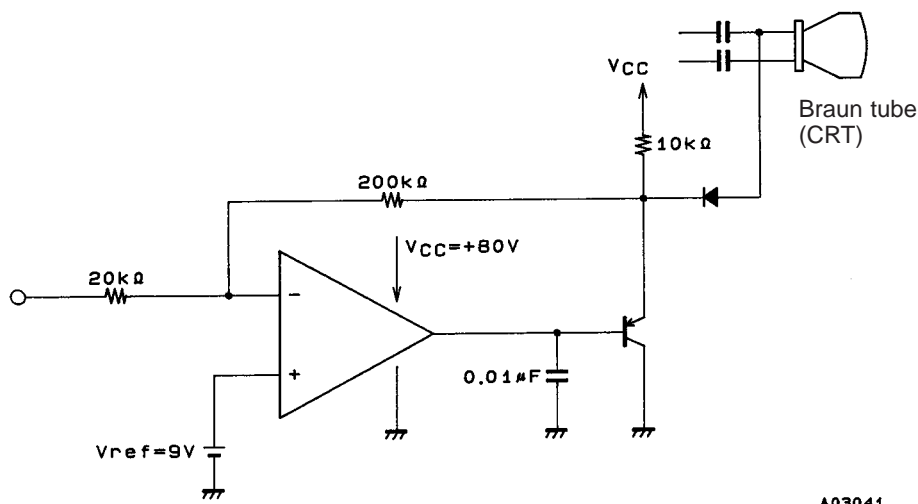 VCC
Braun tube
(CRT)
10kΩ
200kΩ
VCC=+80V
20kΩ
−
+
0.01μF
Vref=9V
A03041